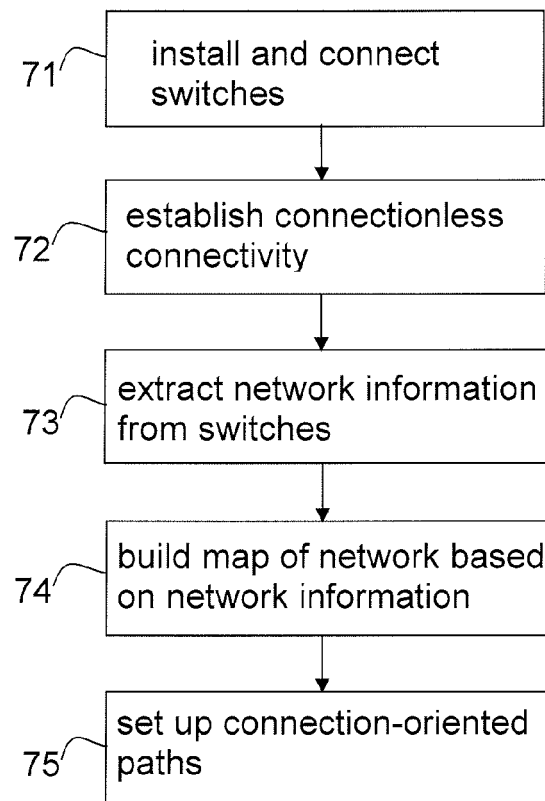 install and connect
switches
71
establish connectionless
connectivity
72
extract network information
from switches
73
build map of network based
on network information
74
set up connection-oriented
paths
75